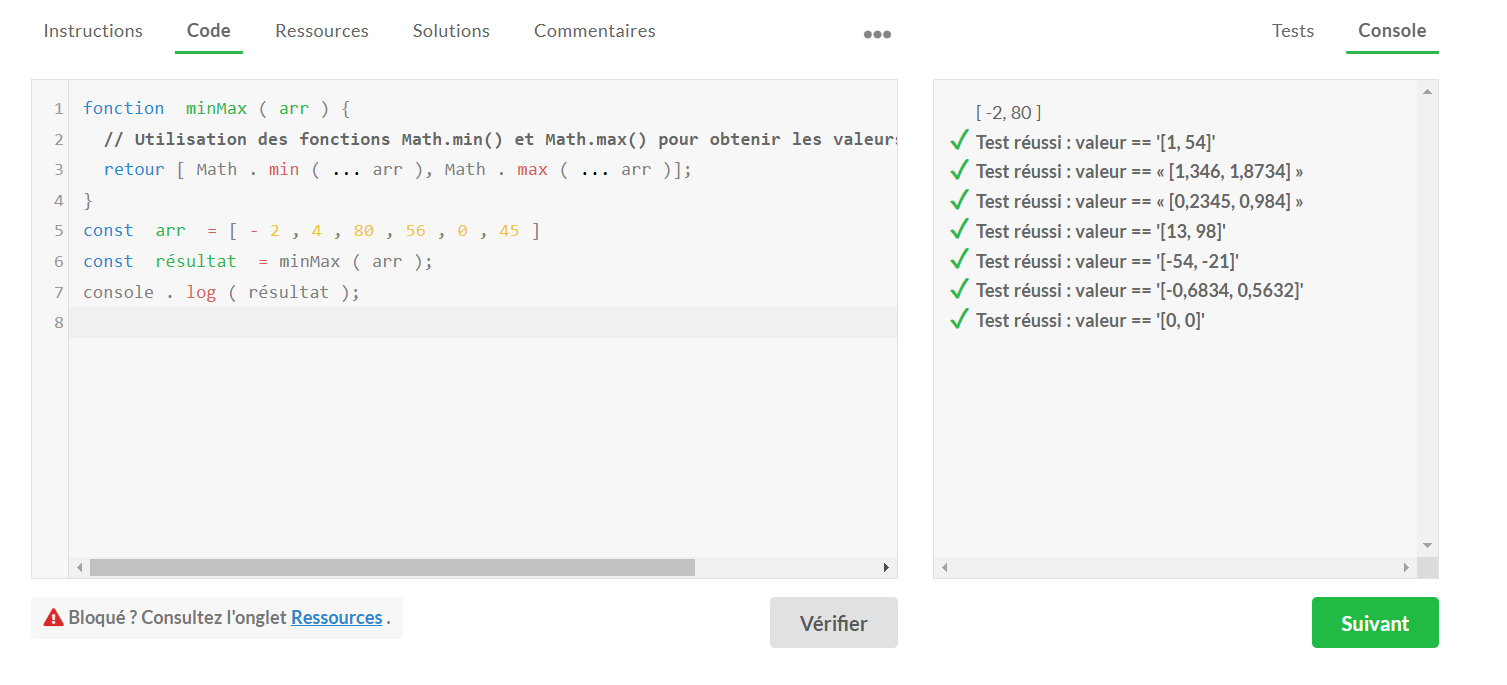 Instructions Code Ressources Solutions Commentaires ••• Tests Console
1 fonction minMax ( arr ) {
2 // Utilisation des fonctions Math.min() et Math.max() pour obtenir les valeurs
3 retour [ Math . min ( ... arr ), Math . max ( ... arr )];
4 }
5 const arr = [ - 2 , 4 , 80 , 56 , 0 , 45 ]
6 const résultat = minMax ( arr );
7 console . log ( résultat );
8
[ -2, 80 ]
✓ Test réussi : valeur == '[1, 54]'
✓ Test réussi : valeur == « [1,346, 1,8734] »
✓ Test réussi : valeur == « [0,2345, 0,984] »
✓ Test réussi : valeur == '[13, 98]'
✓ Test réussi : valeur == '[-54, -21]'
✓ Test réussi : valeur == '[-0,6834, 0,5632]'
✓ Test réussi : valeur == '[0, 0]'
Bloqué ? Consultez l'onglet Ressources .
Vérifier
Suivant